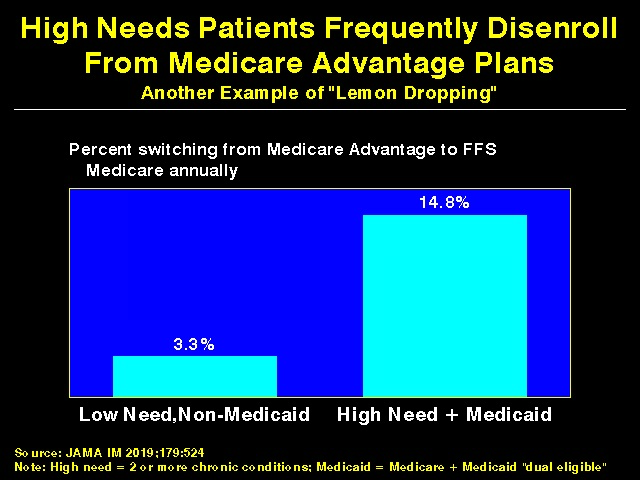 High Needs Patients Frequently Disenroll
From Medicare Advantage Plans
Another Example of "Lemon Dropping"
Percent switching from Medicare Advantage to FFS
Medicare annually
14.8%
3.3%
Low Need,Non-Medicaid
High Need + Medicaid
Source: JAMA IM 2019;179:524
Note: High need = 2 or more chronic conditions; Medicaid = Medicare + Medicaid "dual eligible"